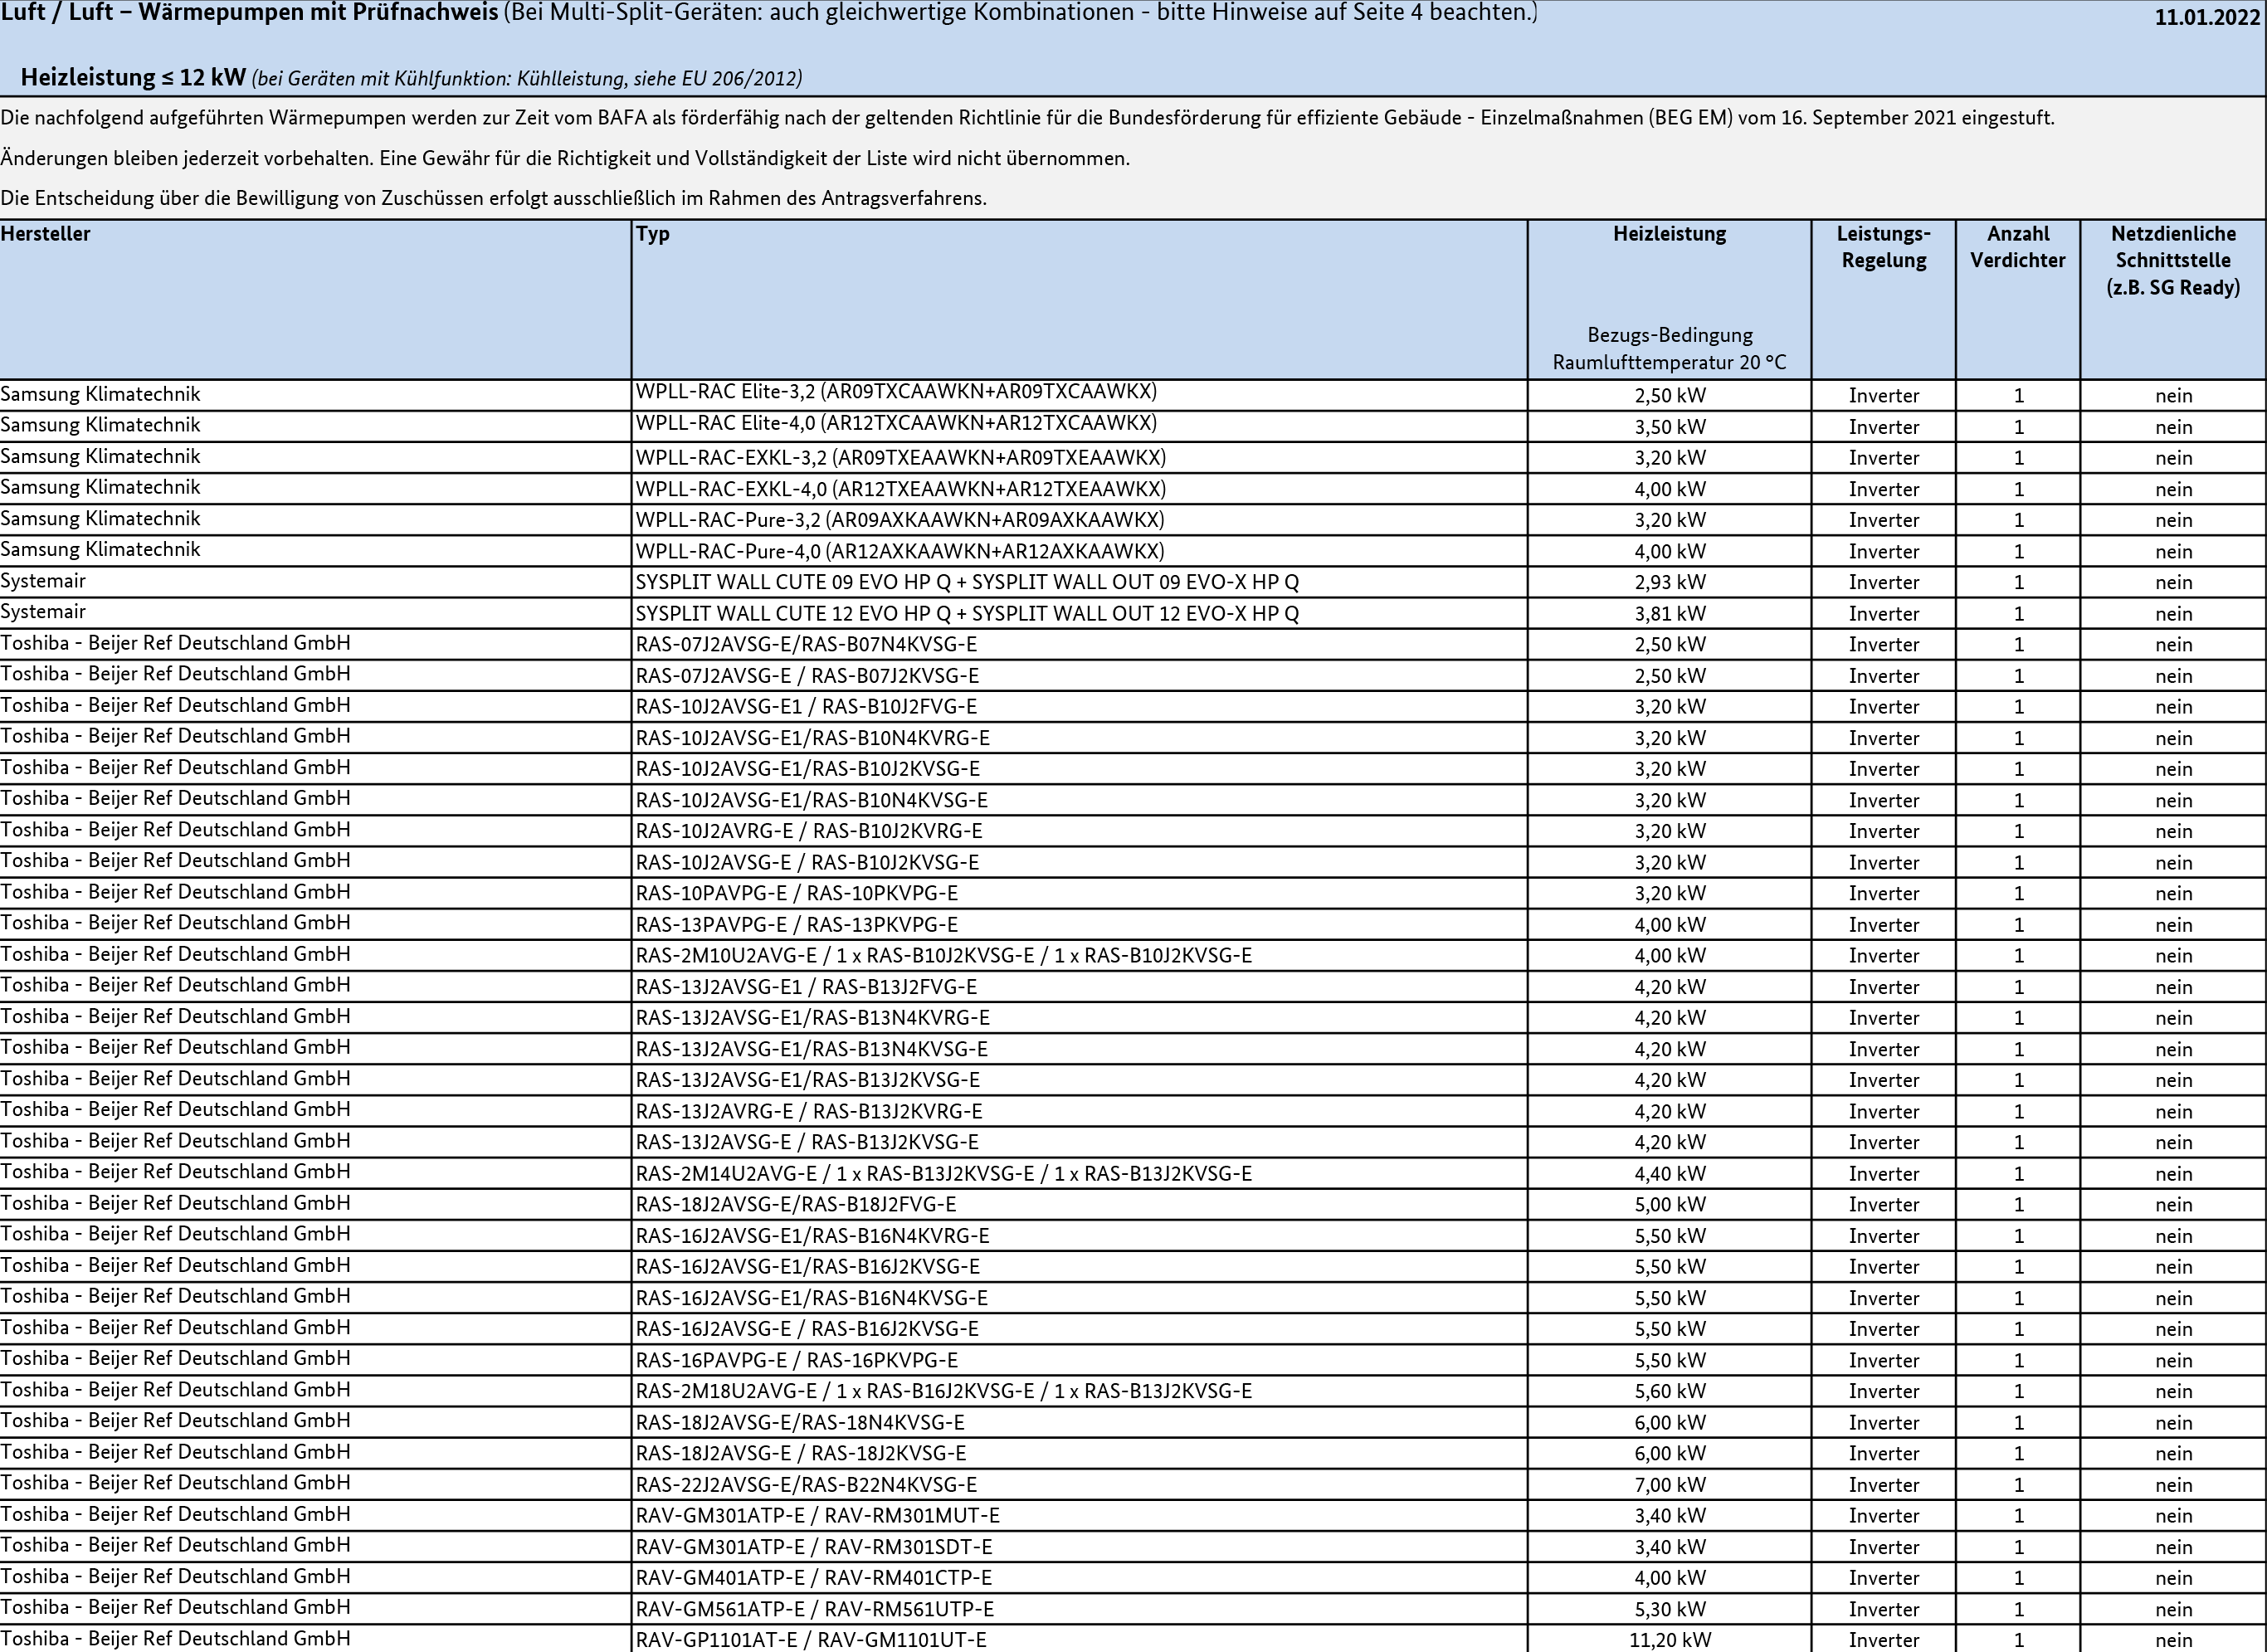 Luft / Luft – Wärmepumpen mit Prüfnachweis (Bei Multi-Split-Geräten: auch gleichwertige Kombinationen - bitte Hinweise auf Seite 4 beachten.) 11.01.2022
Heizleistung ≤ 12 kW (bei Geräten mit Kühlfunktion: Kühlleistung, siehe EU 206/2012)
Die nachfolgend aufgeführten Wärmepumpen werden zur Zeit vom BAFA als förderfähig nach der geltenden Richtlinie für die Bundesförderung für effiziente Gebäude - Einzelmaßnahmen (BEG EM) vom 16. September 2021 eingestuft.
Änderungen bleiben jederzeit vorbehalten. Eine Gewähr für die Richtigkeit und Vollständigkeit der Liste wird nicht übernommen.
Die Entscheidung über die Bewilligung von Zuschüssen erfolgt ausschließlich im Rahmen des Antragsverfahrens.
Hersteller Typ Heizleistung Leistungs- Anzahl Netzdienliche
Regelung Verdichter Schnittstelle
(z.B. SG Ready)
Bezugs-Bedingung
Raumlufttemperatur 20 °C
Samsung Klimatechnik WPLL-RAC Elite-3,2 (AR09TXCAAWKN+AR09TXCAAWKX) 2,50 kW Inverter 1 nein
Samsung Klimatechnik WPLL-RAC Elite-4,0 (AR12TXCAAWKN+AR12TXCAAWKX) 3,50 kW Inverter 1 nein
Samsung Klimatechnik WPLL-RAC-EXKL-3,2 (AR09TXEAAWKN+AR09TXEAAWKX) 3,20 kW Inverter 1 nein
Samsung Klimatechnik WPLL-RAC-EXKL-4,0 (AR12TXEAAWKN+AR12TXEAAWKX) 4,00 kW Inverter 1 nein
Samsung Klimatechnik WPLL-RAC-Pure-3,2 (AR09AXKAAWKN+AR09AXKAAWKX) 3,20 kW Inverter 1 nein
Samsung Klimatechnik WPLL-RAC-Pure-4,0 (AR12AXKAAWKN+AR12AXKAAWKX) 4,00 kW Inverter 1 nein
Systemair SYSPLIT WALL CUTE 09 EVO HP Q + SYSPLIT WALL OUT 09 EVO-X HP Q 2,93 kW Inverter 1 nein
Systemair SYSPLIT WALL CUTE 12 EVO HP Q + SYSPLIT WALL OUT 12 EVO-X HP Q 3,81 kW Inverter 1 nein
Toshiba - Beijer Ref Deutschland GmbH RAS-07J2AVSG-E/RAS-B07N4KVSG-E 2,50 kW Inverter 1 nein
Toshiba - Beijer Ref Deutschland GmbH RAS-07J2AVSG-E / RAS-B07J2KVSG-E 2,50 kW Inverter 1 nein
Toshiba - Beijer Ref Deutschland GmbH RAS-10J2AVSG-E1 / RAS-B10J2FVG-E 3,20 kW Inverter 1 nein
Toshiba - Beijer Ref Deutschland GmbH RAS-10J2AVSG-E1/RAS-B10N4KVRG-E 3,20 kW Inverter 1 nein
Toshiba - Beijer Ref Deutschland GmbH RAS-10J2AVSG-E1/RAS-B10J2KVSG-E 3,20 kW Inverter 1 nein
Toshiba - Beijer Ref Deutschland GmbH RAS-10J2AVSG-E1/RAS-B10N4KVSG-E 3,20 kW Inverter 1 nein
Toshiba - Beijer Ref Deutschland GmbH RAS-10J2AVRG-E / RAS-B10J2KVRG-E 3,20 kW Inverter 1 nein
Toshiba - Beijer Ref Deutschland GmbH RAS-10J2AVSG-E / RAS-B10J2KVSG-E 3,20 kW Inverter 1 nein
Toshiba - Beijer Ref Deutschland GmbH RAS-10PAVPG-E / RAS-10PKVPG-E 3,20 kW Inverter 1 nein
Toshiba - Beijer Ref Deutschland GmbH RAS-13PAVPG-E / RAS-13PKVPG-E 4,00 kW Inverter 1 nein
Toshiba - Beijer Ref Deutschland GmbH RAS-2M10U2AVG-E / 1 x RAS-B10J2KVSG-E / 1 x RAS-B10J2KVSG-E 4,00 kW Inverter 1 nein
Toshiba - Beijer Ref Deutschland GmbH RAS-13J2AVSG-E1 / RAS-B13J2FVG-E 4,20 kW Inverter 1 nein
Toshiba - Beijer Ref Deutschland GmbH RAS-13J2AVSG-E1/RAS-B13N4KVRG-E 4,20 kW Inverter 1 nein
Toshiba - Beijer Ref Deutschland GmbH RAS-13J2AVSG-E1/RAS-B13N4KVSG-E 4,20 kW Inverter 1 nein
Toshiba - Beijer Ref Deutschland GmbH RAS-13J2AVSG-E1/RAS-B13J2KVSG-E 4,20 kW Inverter 1 nein
Toshiba - Beijer Ref Deutschland GmbH RAS-13J2AVRG-E / RAS-B13J2KVRG-E 4,20 kW Inverter 1 nein
Toshiba - Beijer Ref Deutschland GmbH RAS-13J2AVSG-E / RAS-B13J2KVSG-E 4,20 kW Inverter 1 nein
Toshiba - Beijer Ref Deutschland GmbH RAS-2M14U2AVG-E / 1 x RAS-B13J2KVSG-E / 1 x RAS-B13J2KVSG-E 4,40 kW Inverter 1 nein
Toshiba - Beijer Ref Deutschland GmbH RAS-18J2AVSG-E/RAS-B18J2FVG-E 5,00 kW Inverter 1 nein
Toshiba - Beijer Ref Deutschland GmbH RAS-16J2AVSG-E1/RAS-B16N4KVRG-E 5,50 kW Inverter 1 nein
Toshiba - Beijer Ref Deutschland GmbH RAS-16J2AVSG-E1/RAS-B16J2KVSG-E 5,50 kW Inverter 1 nein
Toshiba - Beijer Ref Deutschland GmbH RAS-16J2AVSG-E1/RAS-B16N4KVSG-E 5,50 kW Inverter 1 nein
Toshiba - Beijer Ref Deutschland GmbH RAS-16J2AVSG-E / RAS-B16J2KVSG-E 5,50 kW Inverter 1 nein
Toshiba - Beijer Ref Deutschland GmbH RAS-16PAVPG-E / RAS-16PKVPG-E 5,50 kW Inverter 1 nein
Toshiba - Beijer Ref Deutschland GmbH RAS-2M18U2AVG-E / 1 x RAS-B16J2KVSG-E / 1 x RAS-B13J2KVSG-E 5,60 kW Inverter 1 nein
Toshiba - Beijer Ref Deutschland GmbH RAS-18J2AVSG-E/RAS-18N4KVSG-E 6,00 kW Inverter 1 nein
Toshiba - Beijer Ref Deutschland GmbH RAS-18J2AVSG-E / RAS-18J2KVSG-E 6,00 kW Inverter 1 nein
Toshiba - Beijer Ref Deutschland GmbH RAS-22J2AVSG-E/RAS-B22N4KVSG-E 7,00 kW Inverter 1 nein
Toshiba - Beijer Ref Deutschland GmbH RAV-GM301ATP-E / RAV-RM301MUT-E 3,40 kW Inverter 1 nein
Toshiba - Beijer Ref Deutschland GmbH RAV-GM301ATP-E / RAV-RM301SDT-E 3,40 kW Inverter 1 nein
Toshiba - Beijer Ref Deutschland GmbH RAV-GM401ATP-E / RAV-RM401CTP-E 4,00 kW Inverter 1 nein
Toshiba - Beijer Ref Deutschland GmbH RAV-GM561ATP-E / RAV-RM561UTP-E 5,30 kW Inverter 1 nein
Toshiba - Beijer Ref Deutschland GmbH RAV-GP1101AT-E / RAV-GM1101UT-E 11,20 kW Inverter 1 nein